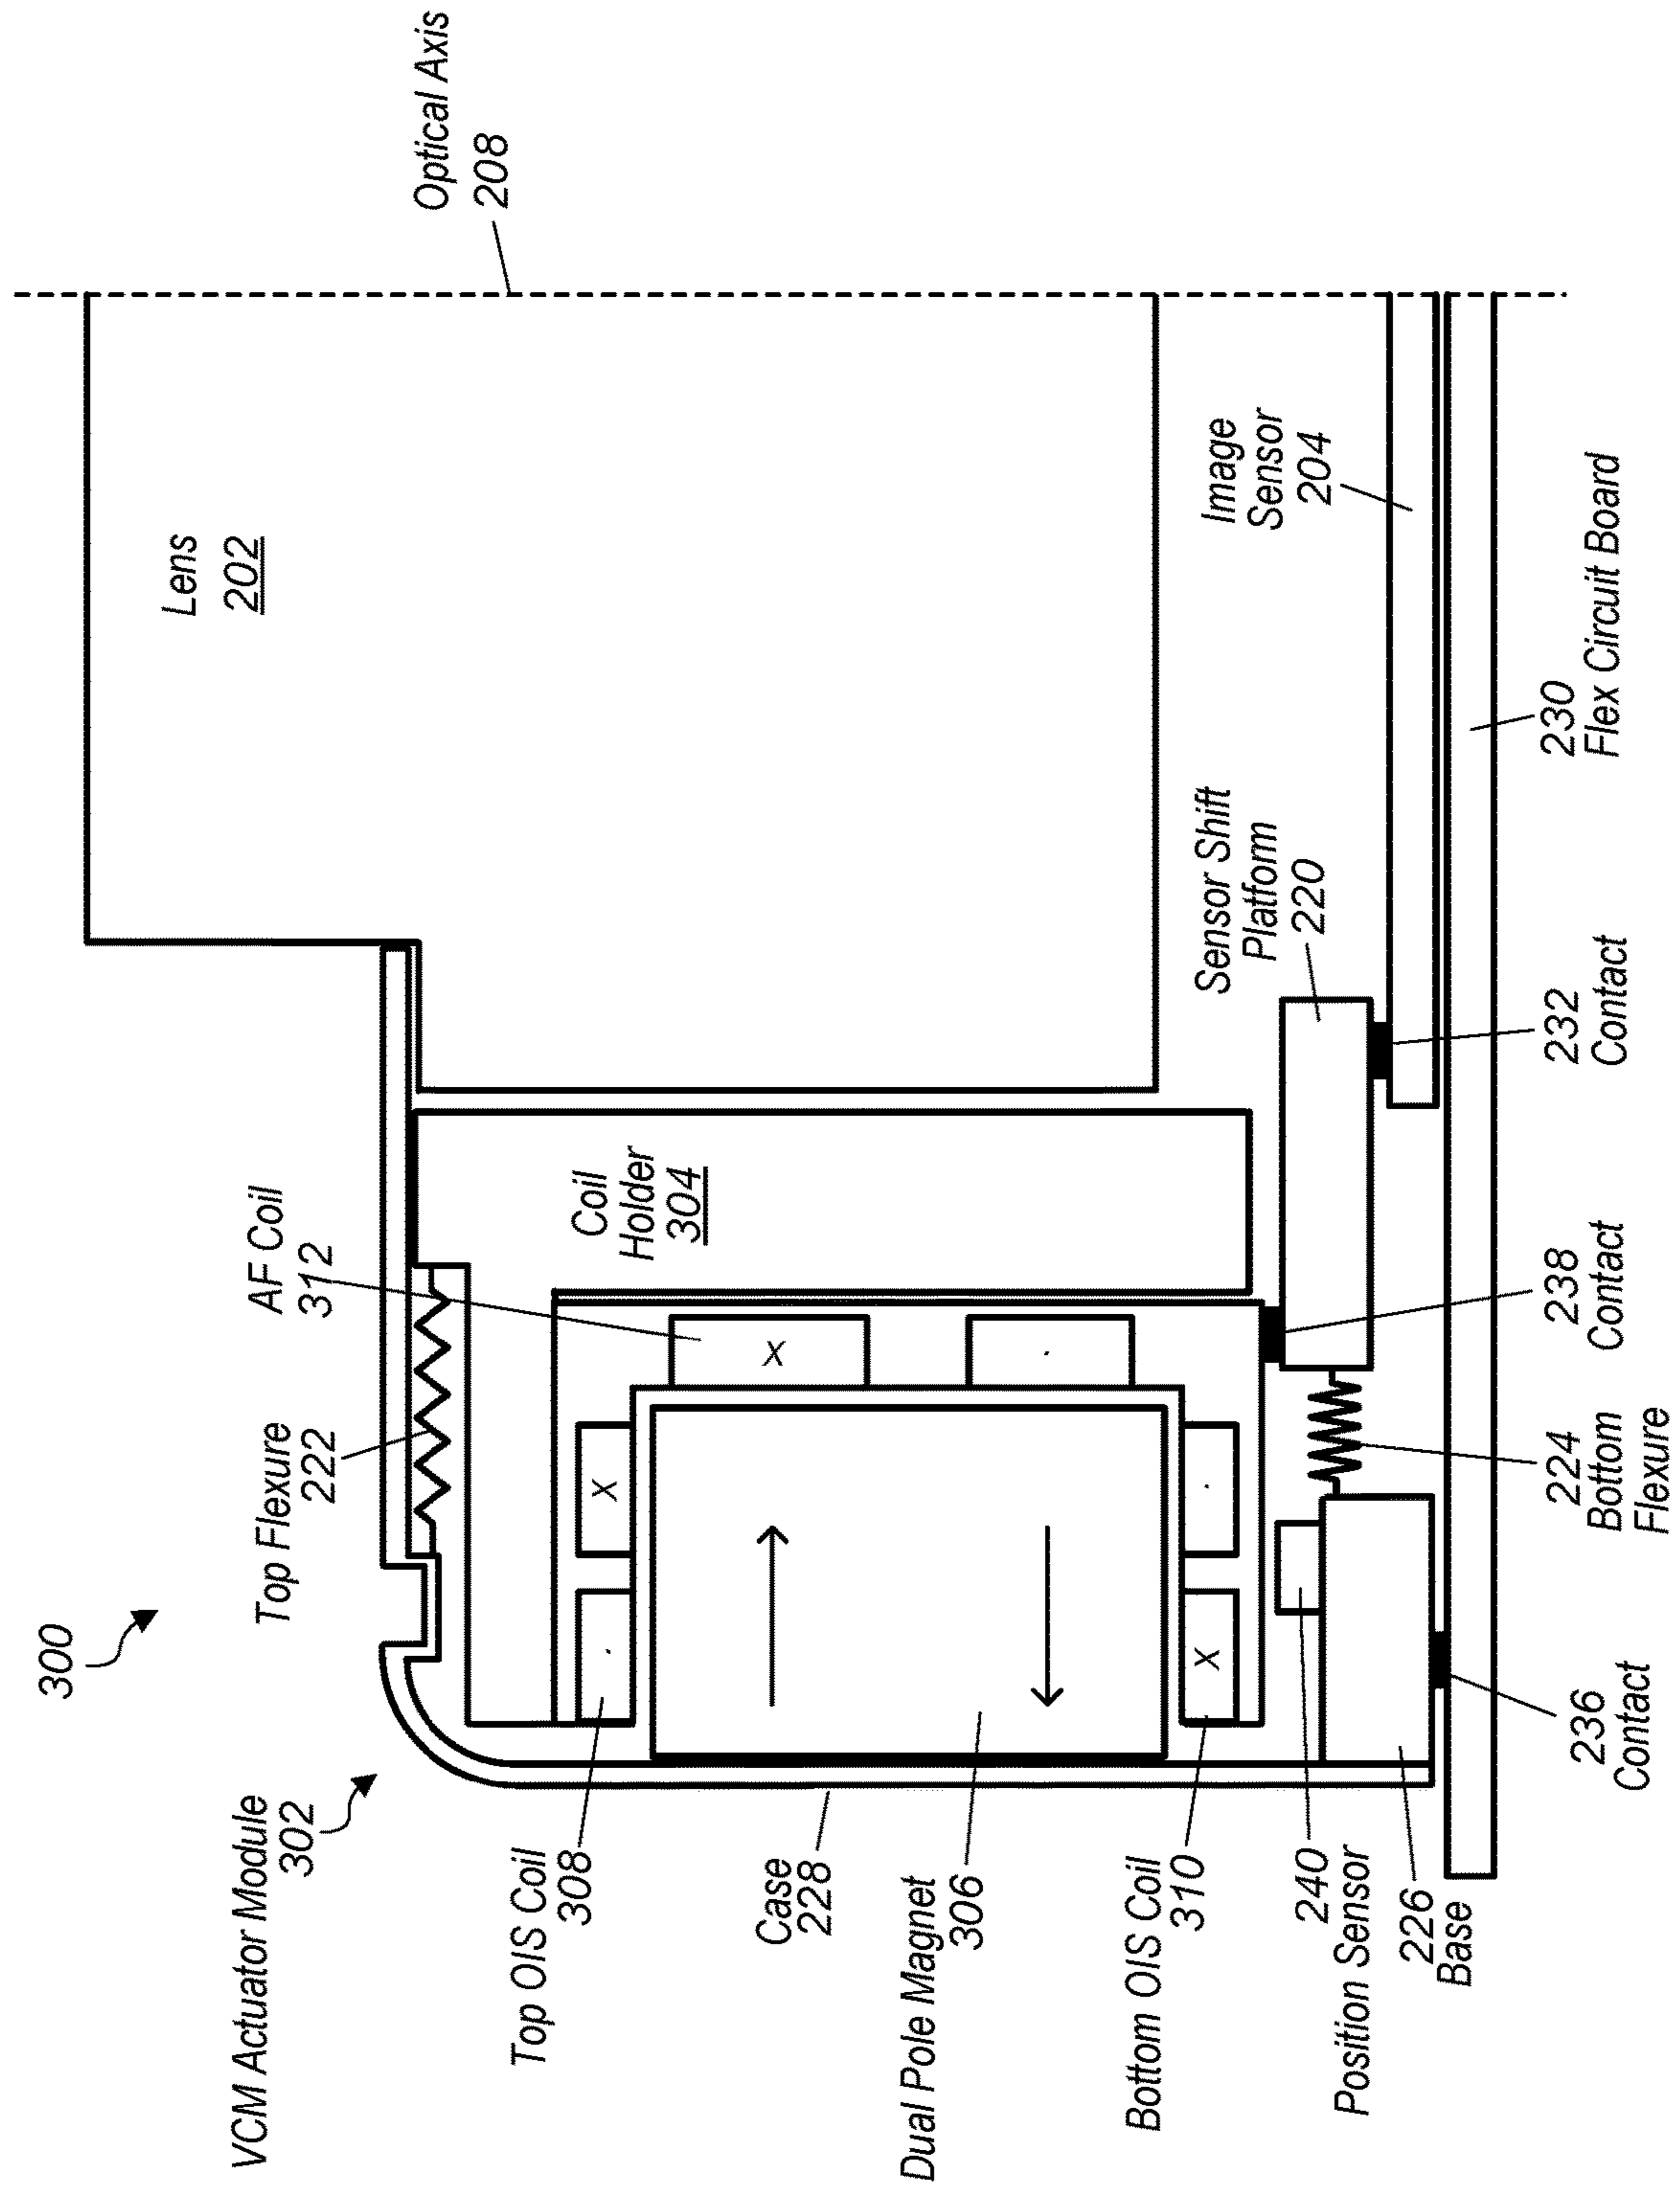 300
VCM Actuator Module
302
Top Flexure
222
AF Coil
312
Lens
202
Optical Axis
208
Top OIS Coil
308
X
.
Coil
Holder
304
X
.
Case
228
Dual Pole Magnet
306
Bottom OIS Coil
310
X
.
Sensor Shift
Platform
220
Image
Sensor
204
240
Position Sensor
226
Base
236
Contact
224
Bottom
Flexure
238
Contact
232
Contact
230
Flex Circuit Board